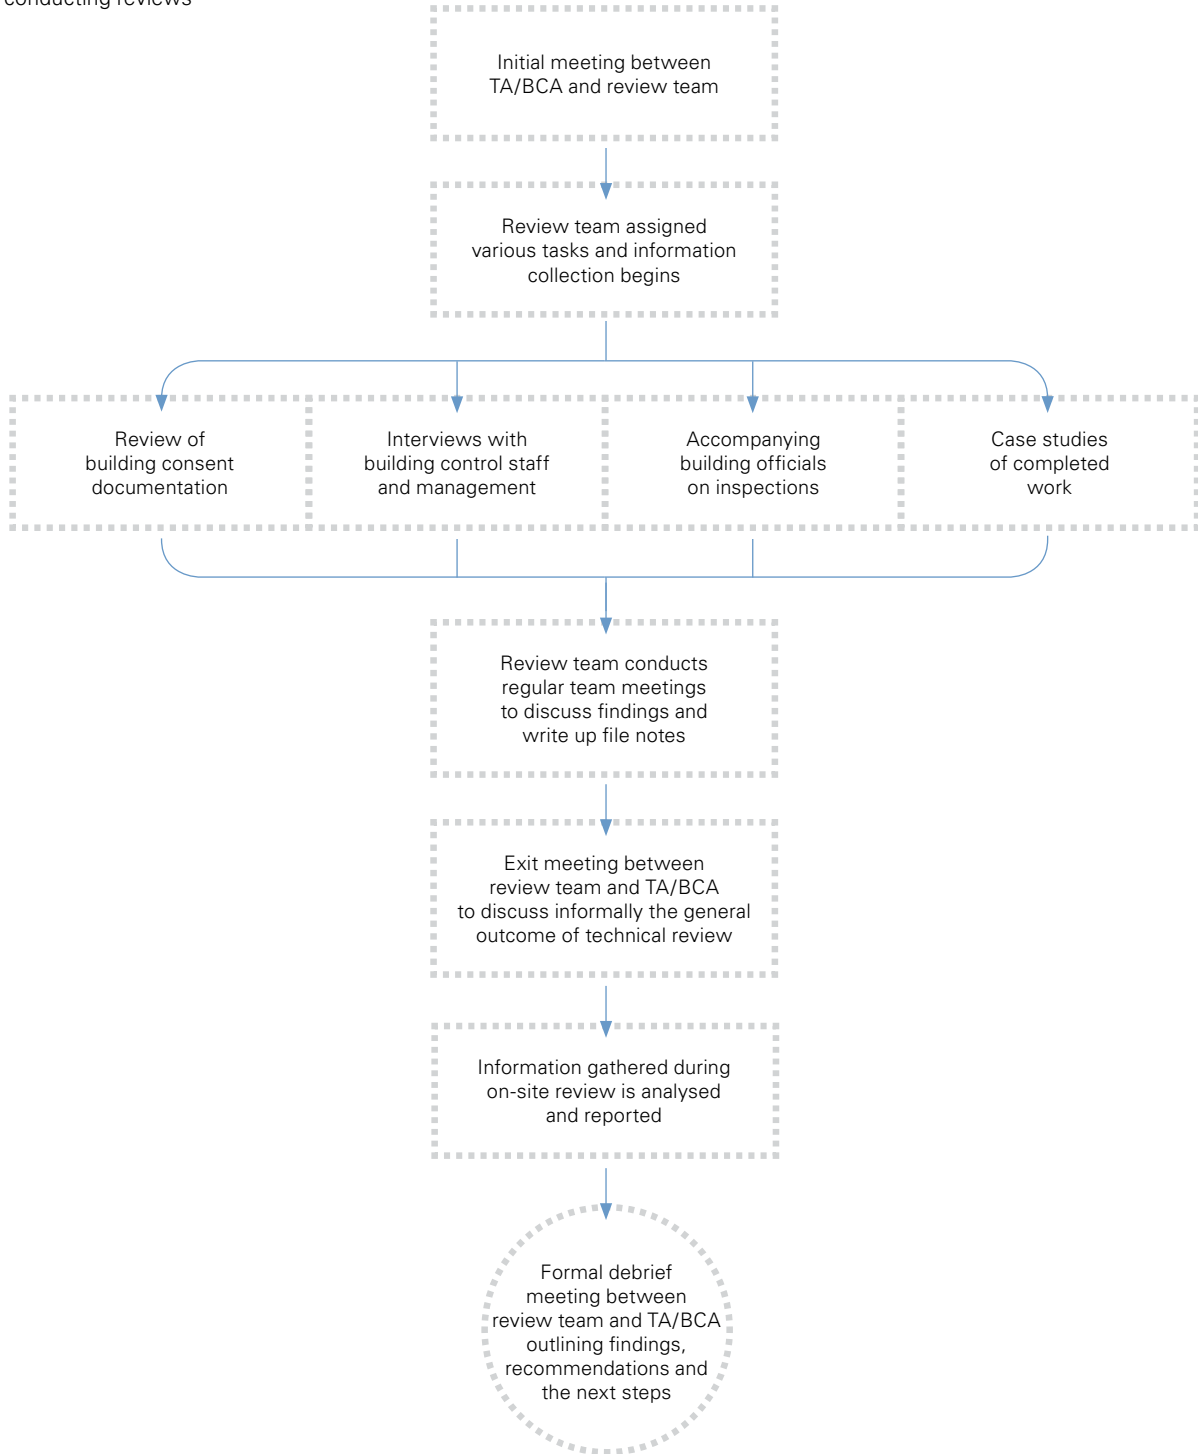 conducting reviews
Initial meeting between
TA/BCA and review team
Review team assigned
various tasks and information
collection begins
Review of
building consent
documentation
Interviews with
building control staff
and management
Accompanying
building officials
on inspections
Case studies
of completed
work
Review team conducts
regular team meetings
to discuss findings and
write up file notes
Exit meeting between
review team and TA/BCA
to discuss informally the general
outcome of technical review
Information gathered during
on-site review is analysed
and reported
Formal debrief
meeting between
review team and TA/BCA
outlining findings,
recommendations and
the next steps